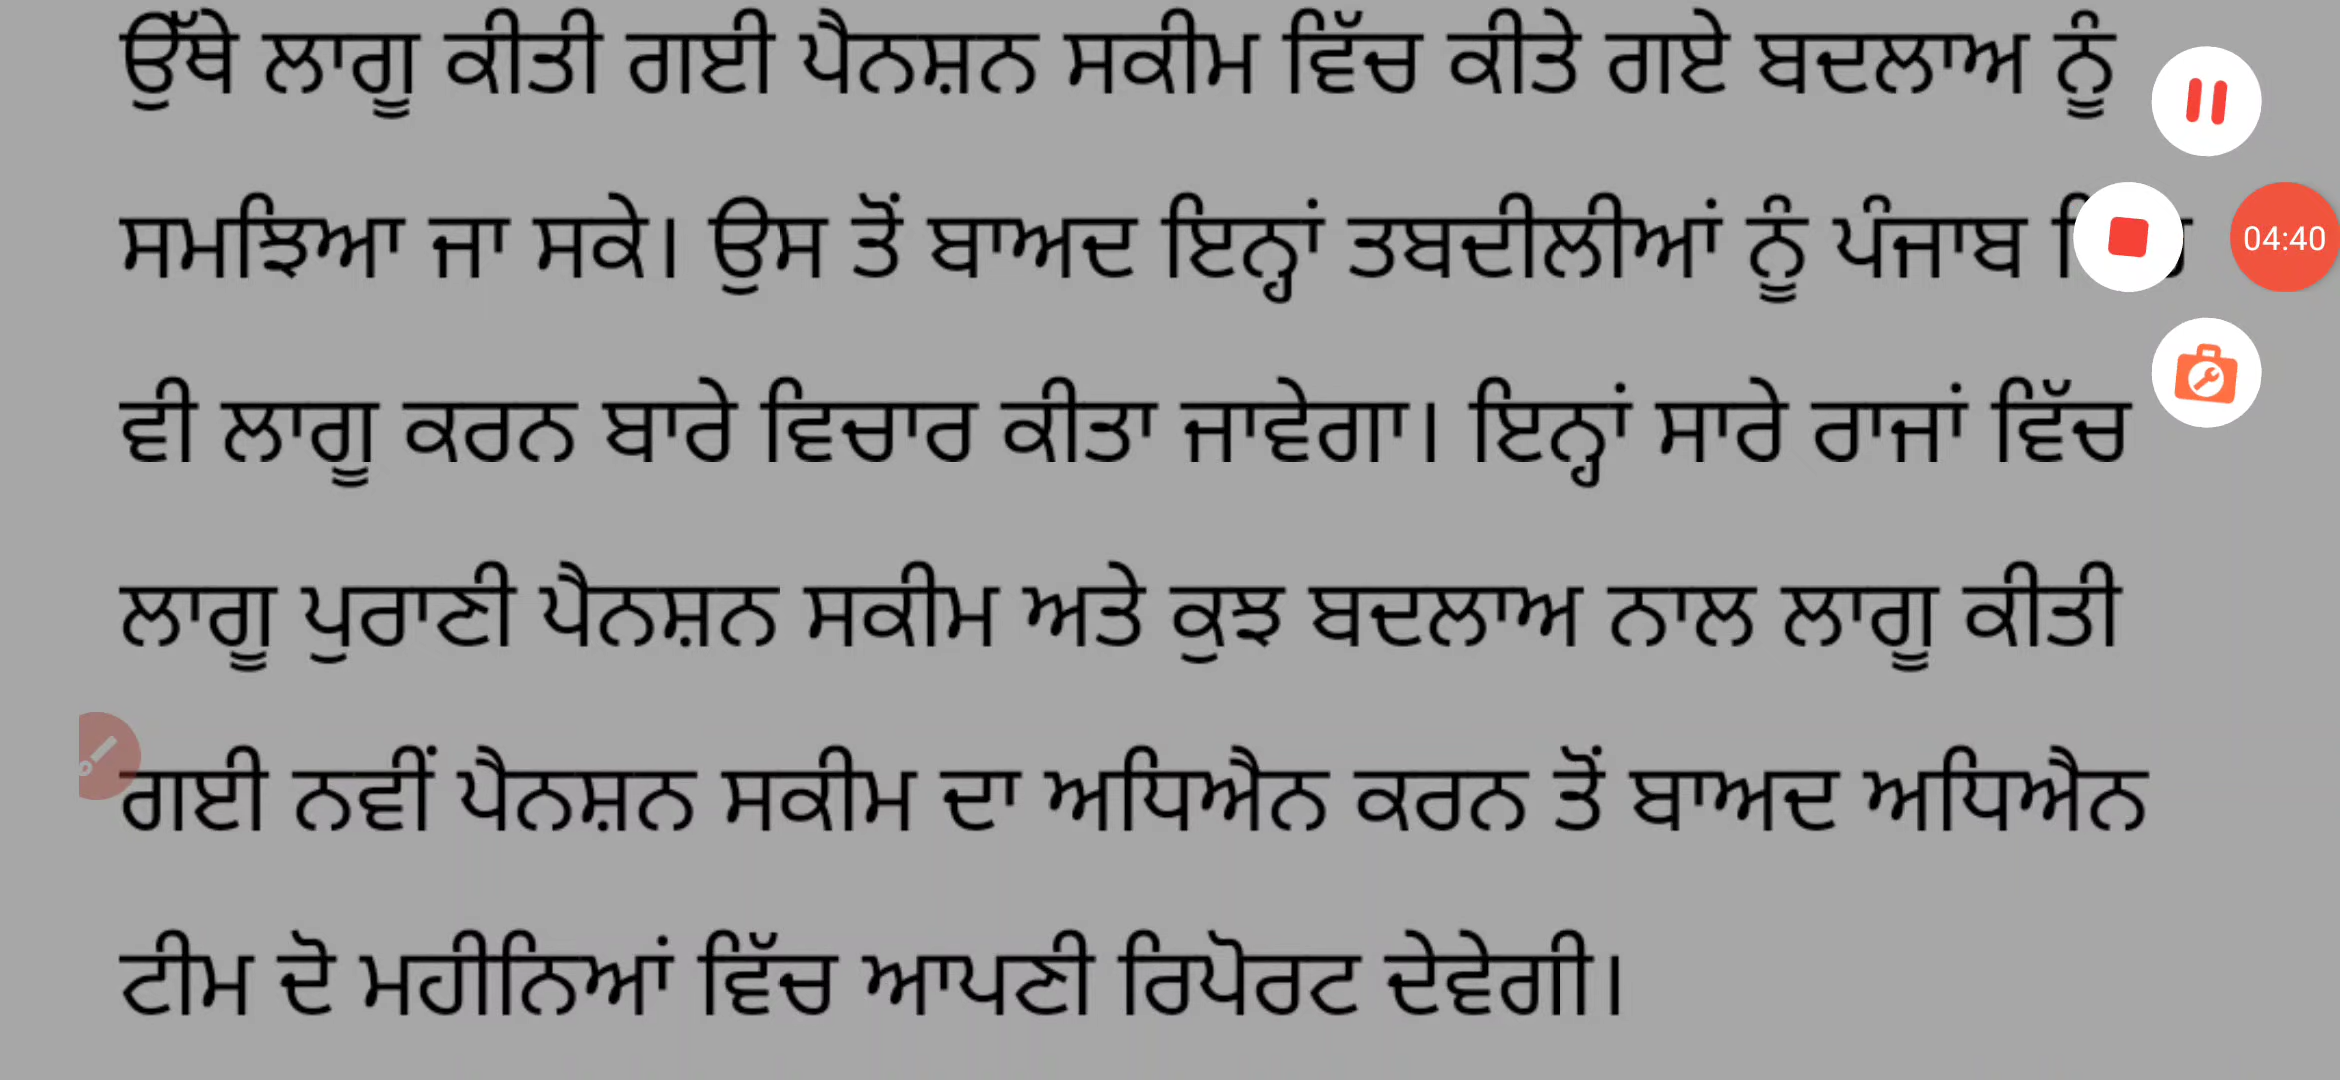 ਉੱਥੇ ਲਾਗੂ ਕੀਤੀ ਗਈ ਪੈਨਸ਼ਨ ਸਕੀਮ ਵਿੱਚ ਕੀਤੇ ਗਏ ਬਦਲਾਅ ਨੂੰ
ਸਮਝਿਆ ਜਾ ਸਕੇ। ਉਸ ਤੋਂ ਬਾਅਦ ਇਨ੍ਹਾਂ ਤਬਦੀਲੀਆਂ ਨੂੰ ਪੰਜਾਬ
04:40
ਵੀ ਲਾਗੂ ਕਰਨ ਬਾਰੇ ਵਿਚਾਰ ਕੀਤਾ ਜਾਵੇਗਾ। ਇਨ੍ਹਾਂ ਸਾਰੇ ਰਾਜਾਂ ਵਿੱਚ
ਲਾਗੂ ਪੁਰਾਣੀ ਪੈਨਸ਼ਨ ਸਕੀਮ ਅਤੇ ਕੁਝ ਬਦਲਾਅ ਨਾਲ ਲਾਗੂ ਕੀਤੀ
ਗਈ ਨਵੀਂ ਪੈਨਸ਼ਨ ਸਕੀਮ ਦਾ ਅਧਿਐਨ ਕਰਨ ਤੋਂ ਬਾਅਦ ਅਧਿਐਨ
ਟੀਮ ਦੋ ਮਹੀਨਿਆਂ ਵਿੱਚ ਆਪਣੀ ਰਿਪੋਰਟ ਦੇਵੇਗੀ।